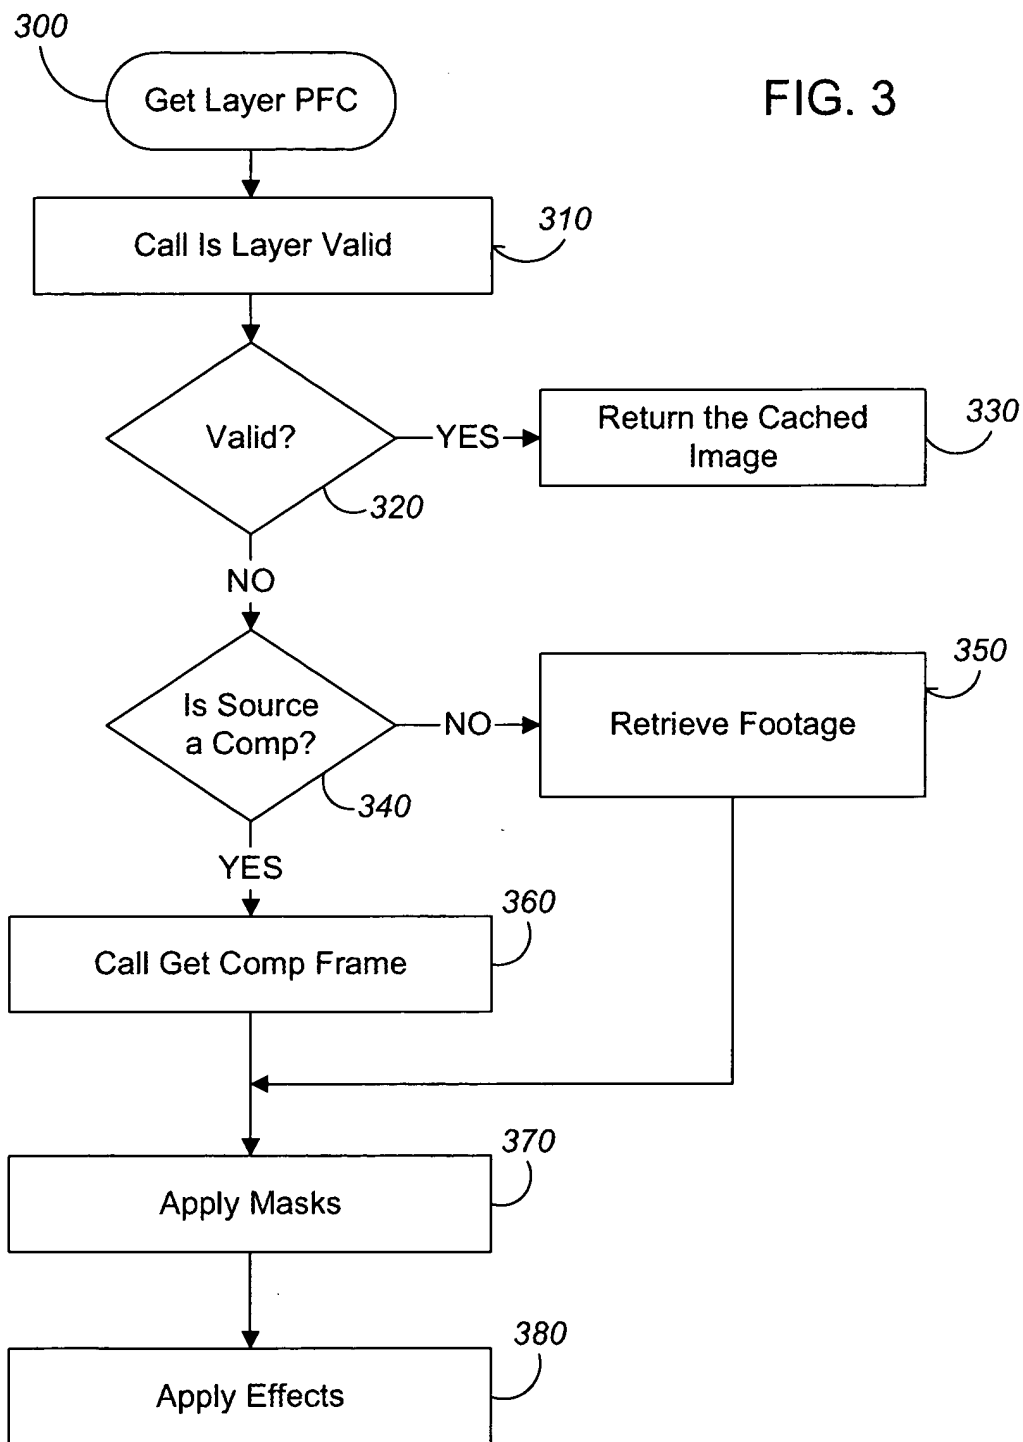 300
Get Layer PFC
FIG. 3
310
Call Is Layer Valid
Valid?
YES
Return the Cached
Image
330
320
NO
Is Source
a Comp?
NO
Retrieve Footage
350
340
YES
360
Call Get Comp Frame
370
Apply Masks
380
Apply Effects